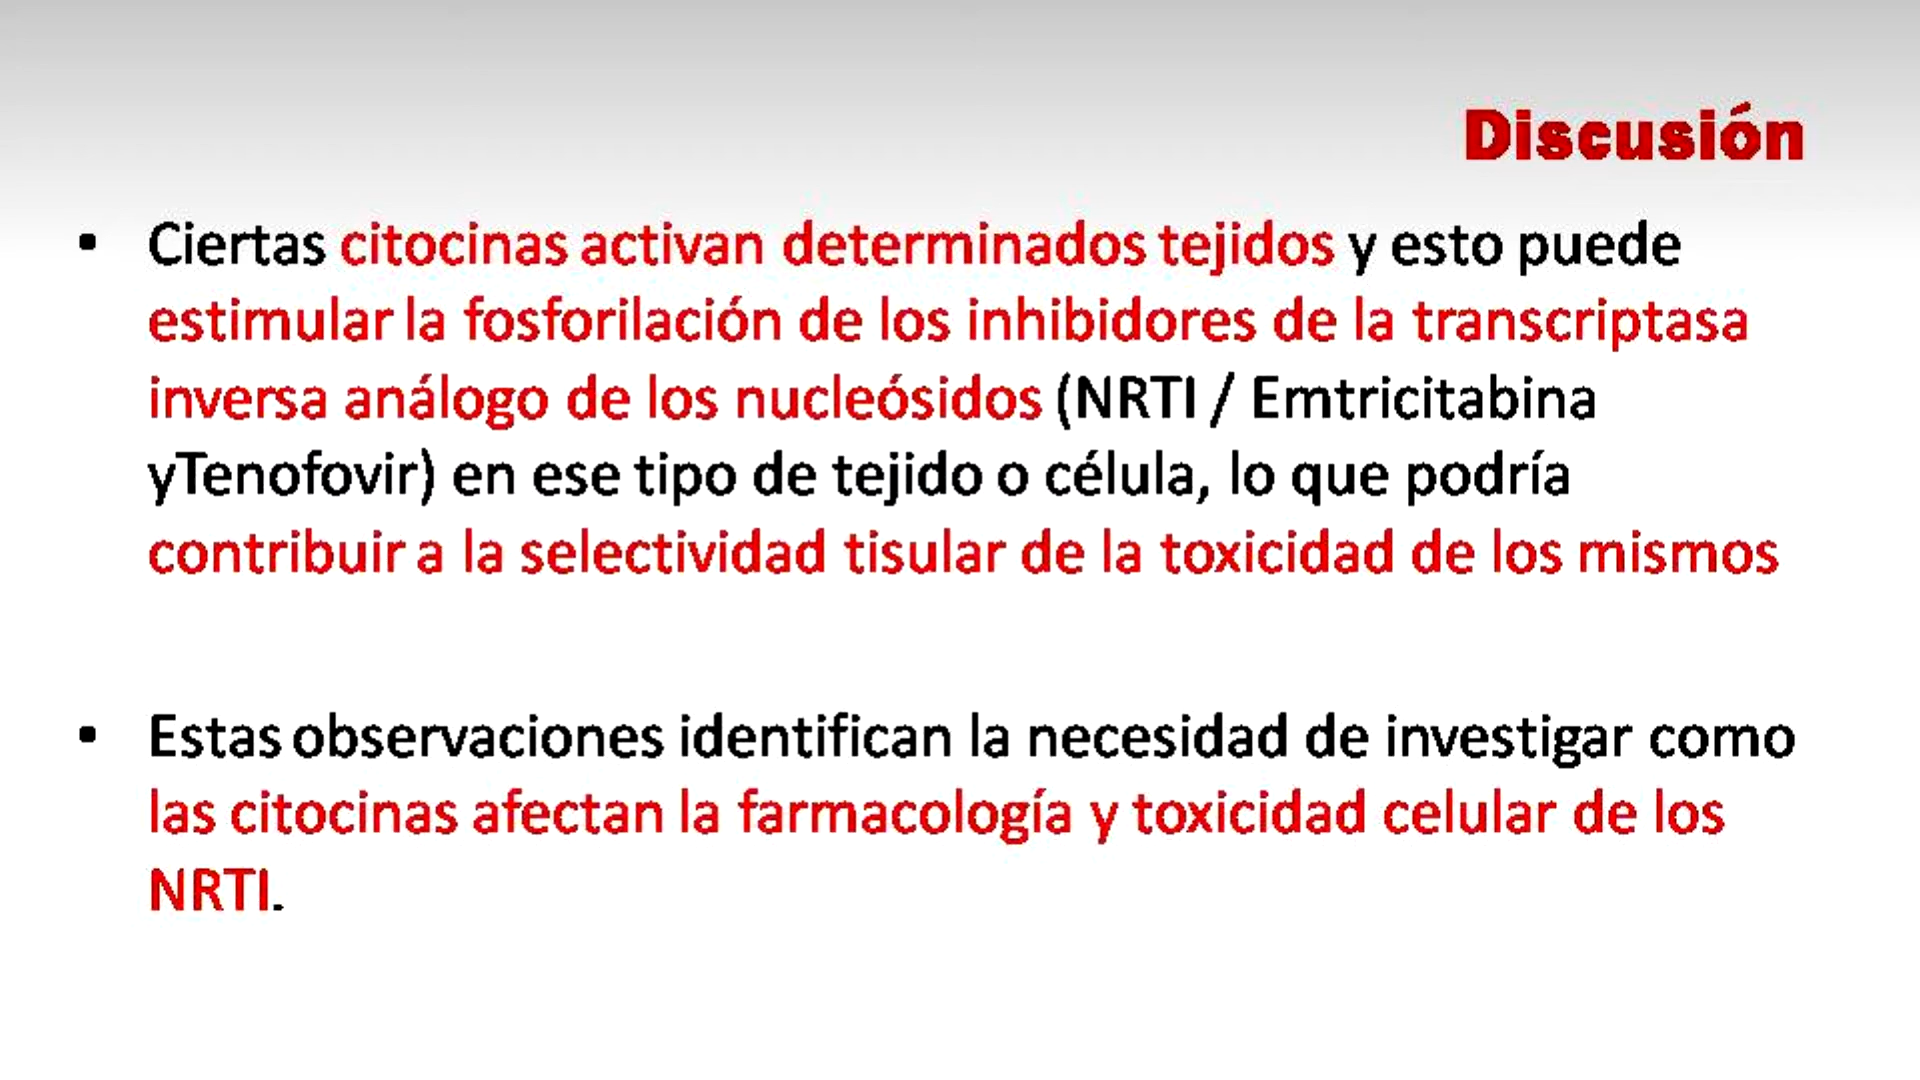 Discusión
• Ciertas citocinas activan determinados tejidos y esto puede
estimular la fosforilación de los inhibidores de la transcriptasa
inversa análogo de los nucleósidos (NRTI / Emtricitabina
yTenofovir) en ese tipo de tejido o célula, lo que podría
contribuir a la selectividad tisular de la toxicidad de los mismos
• Estas observaciones identifican la necesidad de investigar como
las citocinas afectan la farmacología y toxicidad celular de los
NRTI.